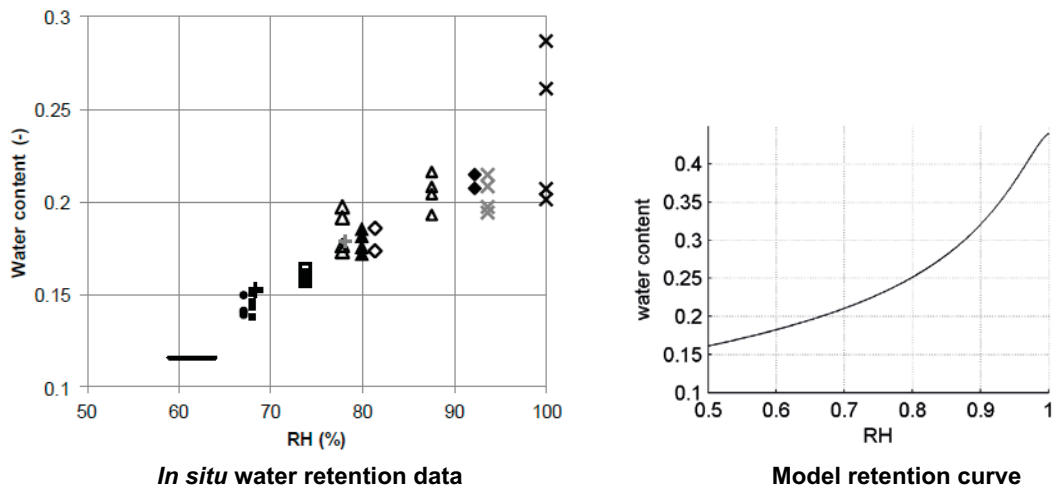 0.3
0.25
0.2
0.15
0.1
Water content (-)
50 60 70 80 90 100
RH (%)
In situ water retention data
0.4
0.35
0.3
0.25
0.2
0.15
0.1
water content
0.5 0.6 0.7 0.8 0.9 1
RH
Model retention curve